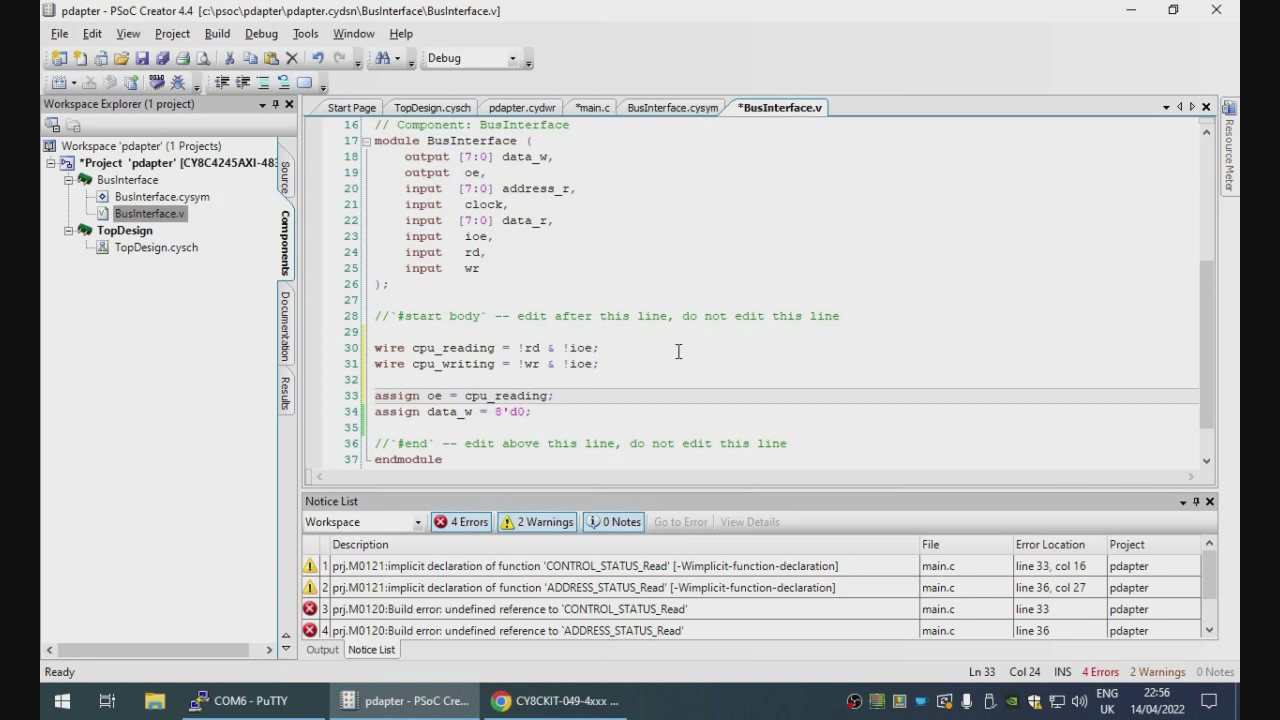 pdapter - PSoC Creator 4.4 [c:\psoc\pdapter\pdapter.cydsn\BusInterface\BusInterface.v]
File Edit View Project Build Debug Tools Window Help
Debug
Workspace Explorer (1 project)
Workspace 'pdapter' (1 Projects)
*Project 'pdapter' [CY8C4245AXI-483
BusInterface
BusInterface.cysym
BusInterface.v
TopDesign
TopDesign.cysch
Source
Components
Documentation
Results
Start Page TopDesign.cysch pdapter.cydwr *main.c BusInterface.cysym *BusInterface.v
16 // Component: BusInterface
17 module BusInterface (
18 output [7:0] data_w,
19 output oe,
20 input [7:0] address_r,
21 input clock,
22 input [7:0] data_r,
23 input ioe,
24 input rd,
25 input wr
26 );
27
28 //`#start body` -- edit after this line, do not edit this line
29
30 wire cpu_reading = !rd & !ioe;
31 wire cpu_writing = !wr & !ioe;
32
33 assign oe = cpu_reading;
34 assign data_w = 8'd0;
35
36 //`#end` -- edit above this line, do not edit this line
37 endmodule
Resource Meter
Notice List
Workspace 4 Errors 2 Warnings 0 Notes Go to Error View Details
Description File Error Location Project
1 prj.M0121:implicit declaration of function 'CONTROL_STATUS_Read' [-Wimplicit-function-declaration] main.c line 33, col 16 pdapter
2 prj.M0121:implicit declaration of function 'ADDRESS_STATUS_Read' [-Wimplicit-function-declaration] main.c line 36, col 27 pdapter
3 prj.M0120:Build error: undefined reference to `CONTROL_STATUS_Read' main.c line 33 pdapter
4 prj.M0120:Build error: undefined reference to `ADDRESS_STATUS_Read' main.c line 36 pdapter
Output Notice List
Ready Ln 33 Col 24 INS 4 Errors 2 Warnings 0 Notes
COM6 - PuTTY pdapter - PSoC Cre... CY8CKIT-049-4xxx ... ENG UK 22:56 14/04/2022